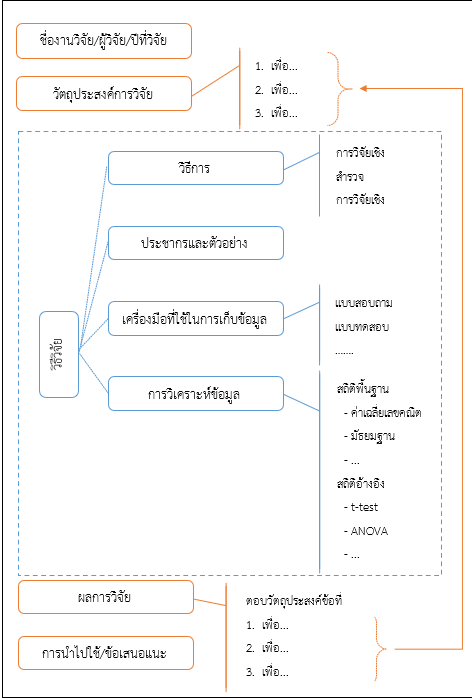 ชื่องานวิจัย/ผู้วิจัย/ปีที่วิจัย
วัตถุประสงค์การวิจัย
1. เพื่อ...
2. เพื่อ...
3. เพื่อ...
วิธีวิจัย
วิธีการ
การวิจัยเชิง
สำรวจ
การวิจัยเชิง
ประชากรและตัวอย่าง
เครื่องมือที่ใช้ในการเก็บข้อมูล
แบบสอบถาม
แบบทดสอบ
.......
การวิเคราะห์ข้อมูล
สถิติพื้นฐาน
- ค่าเฉลี่ยเลขคณิต
- มัธยมฐาน
- ...
สถิติอ้างอิง
- t-test
- ANOVA
- ...
ผลการวิจัย
การนำไปใช้/ข้อเสนอแนะ
ตอบวัตถุประสงค์ข้อที่
1. เพื่อ...
2. เพื่อ...
3. เพื่อ...